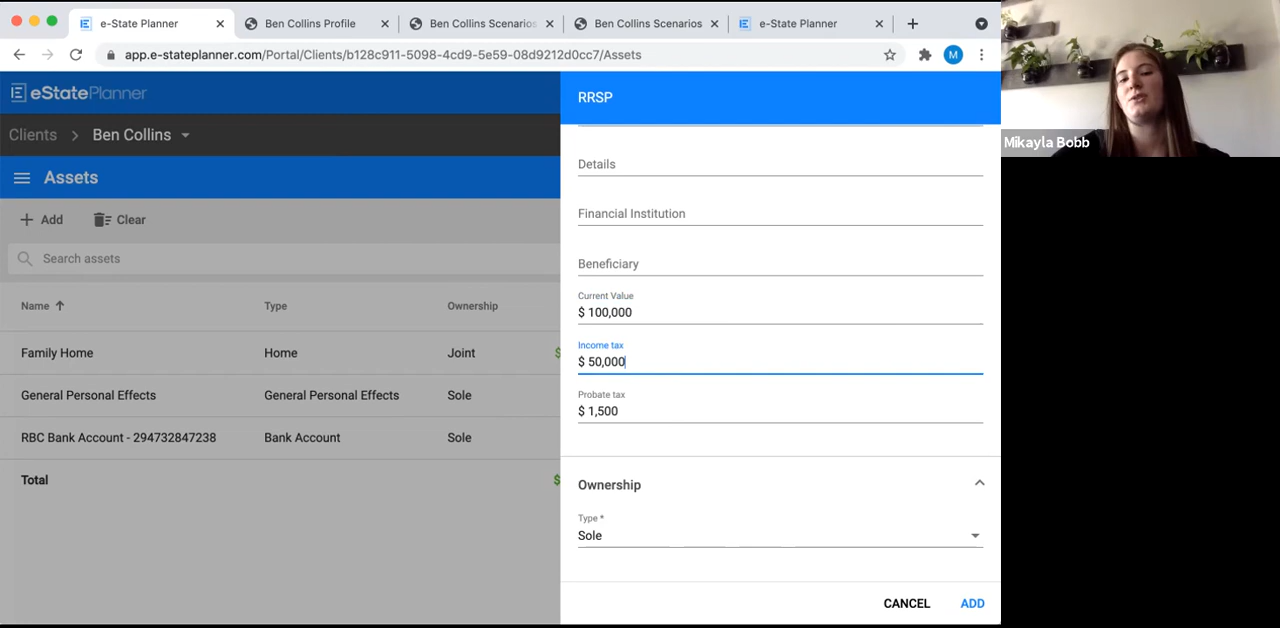 e-State Planner
Ben Collins Profile
Ben Collins Scenarios
Ben Collins Scenarios
e-State Planner
app.e-stateplanner.com/Portal/Clients/b128c911-5098-4cd9-5e59-08d9212d0cc7/Assets
M
eStatePlanner
Clients > Ben Collins
Assets
+ Add
Clear
Search assets
Name
Type
Ownership
Family Home
Home
Joint
$
General Personal Effects
General Personal Effects
Sole
RBC Bank Account - 294732847238
Bank Account
Sole
Total
$
RRSP
Details
Financial Institution
Beneficiary
Current Value
$ 100,000
Income tax
$ 50,000
Probate tax
$ 1,500
Ownership
Type *
Sole
CANCEL
ADD
Mikayla Bobb